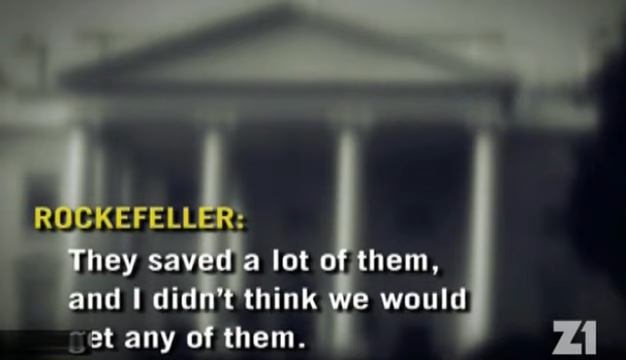 ROCKEFELLER:
They saved a lot of them,
and I didn't think we would
get any of them.
Z1